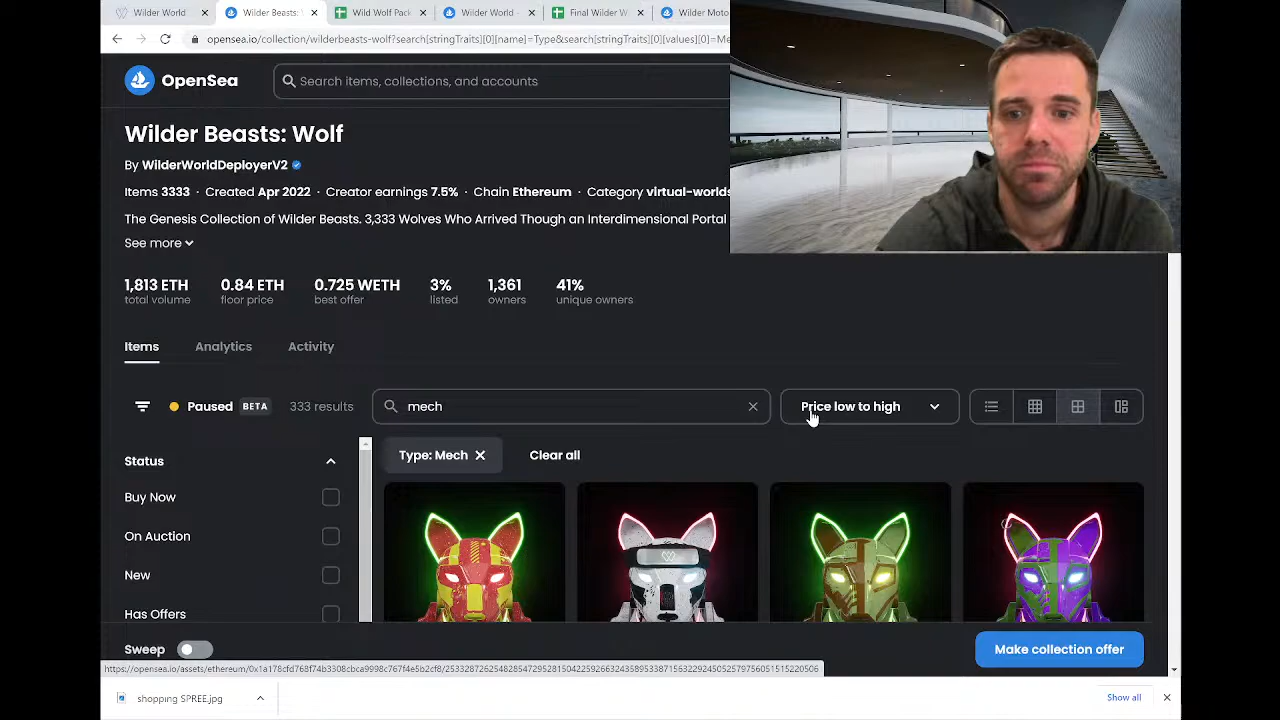 Wilder World
Wilder Beasts:
Wild Wolf Pack
Wilder World -
Final Wilder W
Wilder Moto
opensea.io/collection/wilderbeasts-wolf?search[stringTraits][0][name]=Type&search[stringTraits][0][values][0]=Me
OpenSea
Search items, collections, and accounts
Wilder Beasts: Wolf
By WilderWorldDeployerV2
Items 3333 · Created Apr 2022 · Creator earnings 7.5% · Chain Ethereum · Category virtual-worlds
The Genesis Collection of Wilder Beasts. 3,333 Wolves Who Arrived Though an Interdimensional Portal
See more
1,813 ETH 0.84 ETH 0.725 WETH 3% 1,361 41%
total volume floor price best offer listed owners unique owners
Items Analytics Activity
Paused BETA 333 results mech Price low to high
Type: Mech Clear all
Status
Buy Now
On Auction
New
Has Offers
Sweep Make collection offer
shopping SPREE.jpg Show all